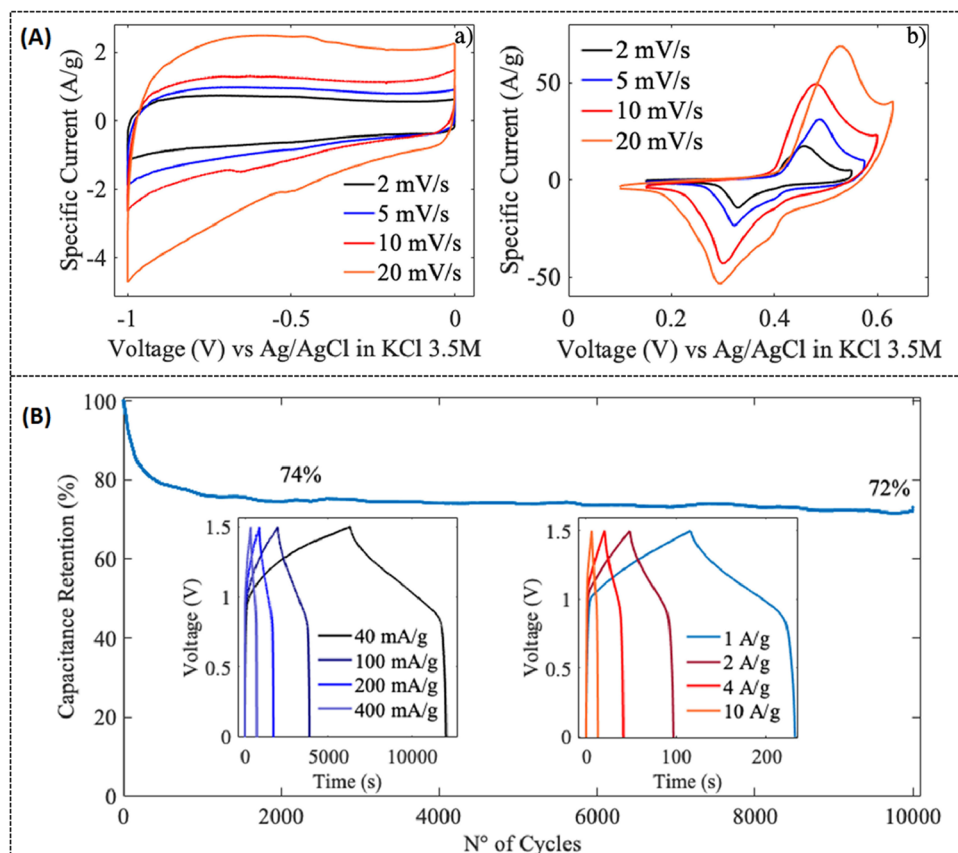 (A)
a)
2
0
-2
-4
Specific Current (A/g)
2 mV/s
5 mV/s
10 mV/s
20 mV/s
-1
-0.5
0
Voltage (V) vs Ag/AgCl in KCl 3.5M
b)
2 mV/s
5 mV/s
10 mV/s
20 mV/s
50
0
-50
Specific Current (A/g)
0
0.2
0.4
0.6
Voltage (V) vs Ag/AgCl in KCl 3.5M
(B)
100
80
60
40
20
0
Capacitance Retention (%)
74%
72%
1.5
1
0.5
0
Voltage (V)
40 mA/g
100 mA/g
200 mA/g
400 mA/g
0
5000
10000
Time (s)
1.5
1
0.5
0
Voltage (V)
1 A/g
2 A/g
4 A/g
10 A/g
0
100
200
Time (s)
0
2000
4000
6000
8000
10000
N° of Cycles